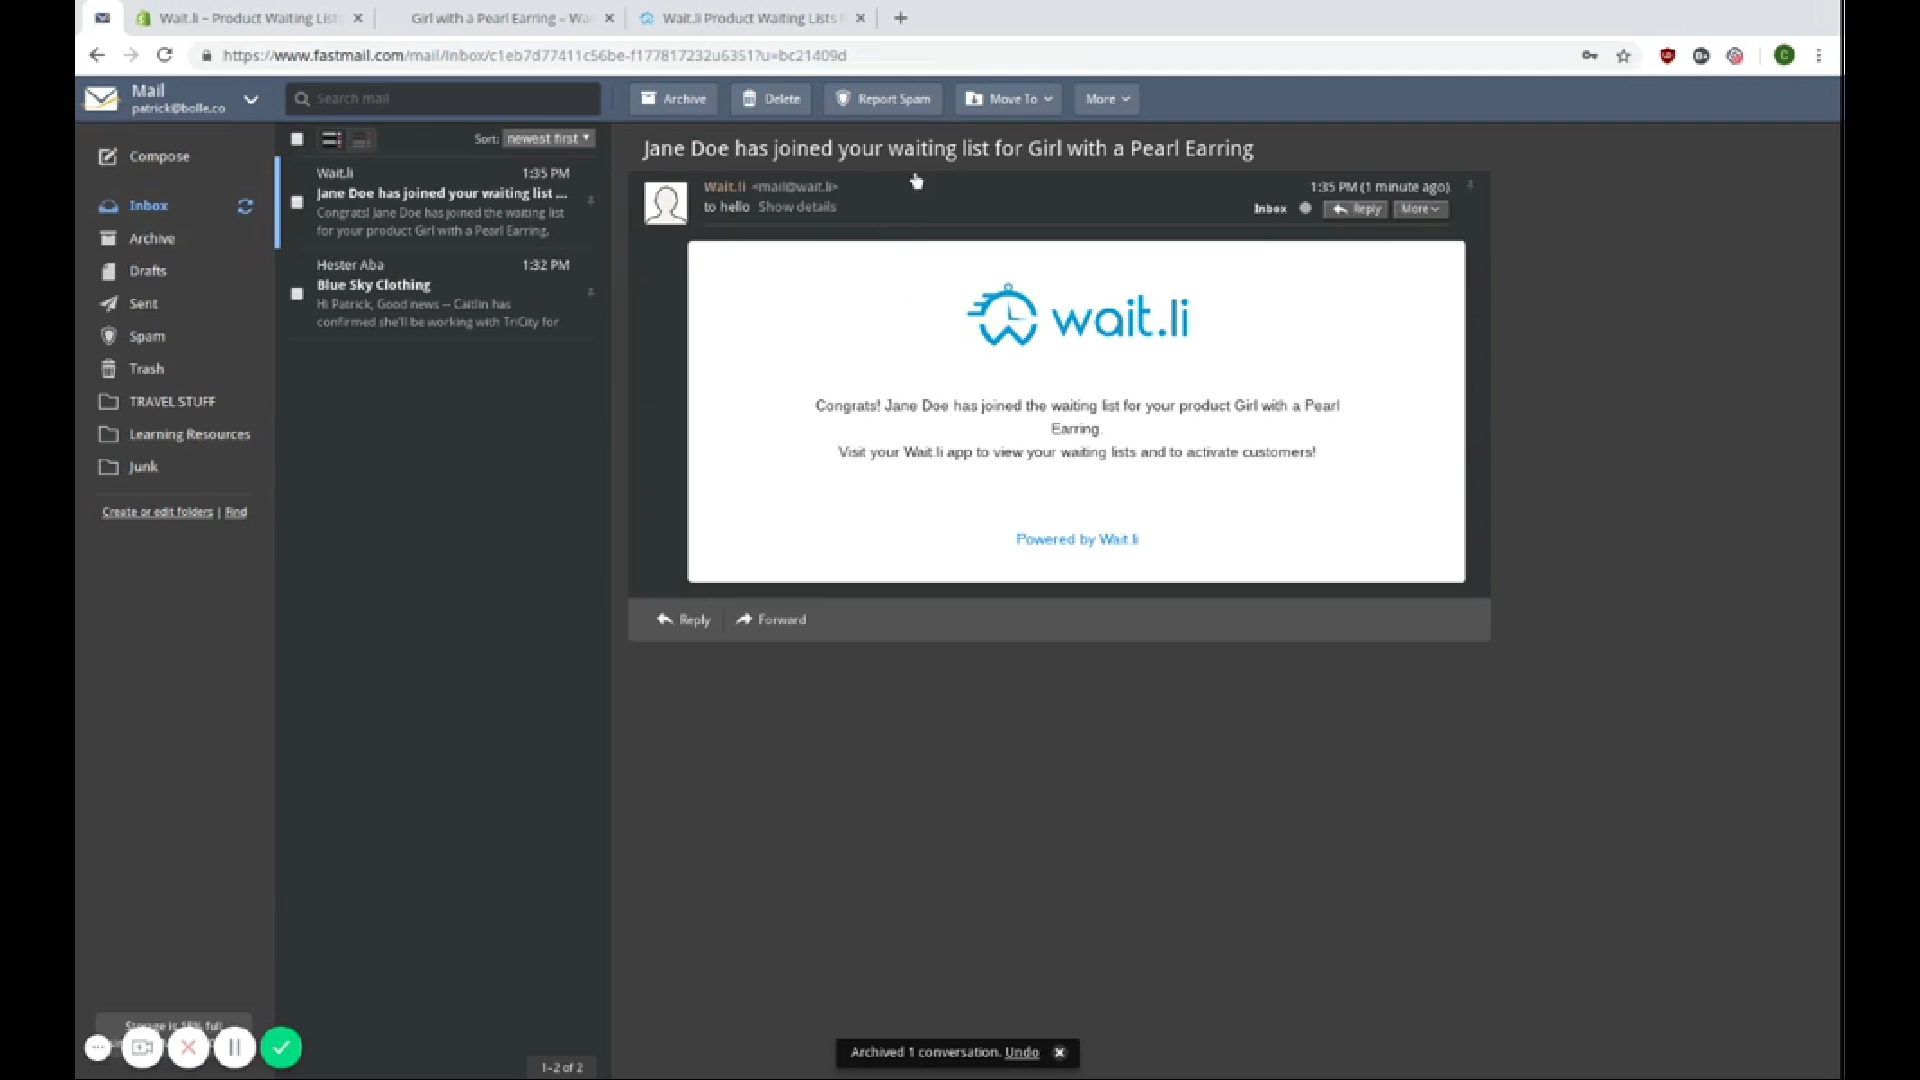 Wait.li – Product Waiting Lists
Girl with a Pearl Earring – Wai
Wait.li Product Waiting Lists
https://www.fastmail.com/mail/Inbox/c1eb7d77411c56be-f177817232u6351?u=bc21409d
Mail
patrick@bolle.co
Search mail
Archive
Delete
Report Spam
Move To
More
Compose
Inbox
Archive
Drafts
Sent
Spam
Trash
TRAVEL STUFF
Learning Resources
Junk
Create or edit folders | Find
Storage is 18% full
Sort: newest first
Wait.li 1:35 PM
Jane Doe has joined your waiting list ...
Congrats! Jane Doe has joined the waiting list
for your product Girl with a Pearl Earring.
Hester Aba 1:32 PM
Blue Sky Clothing
Hi Patrick, Good news -- Caitlin has
confirmed she'll be working with TriCity for
1–2 of 2
Jane Doe has joined your waiting list for Girl with a Pearl Earring
Wait.li <mail@wait.li> 1:35 PM (1 minute ago)
to hello Show details
Inbox Reply More
wait.li
Congrats! Jane Doe has joined the waiting list for your product Girl with a Pearl
Earring.
Visit your Wait.li app to view your waiting lists and to activate customers!
Powered by Wait.li
Reply Forward
Archived 1 conversation. Undo